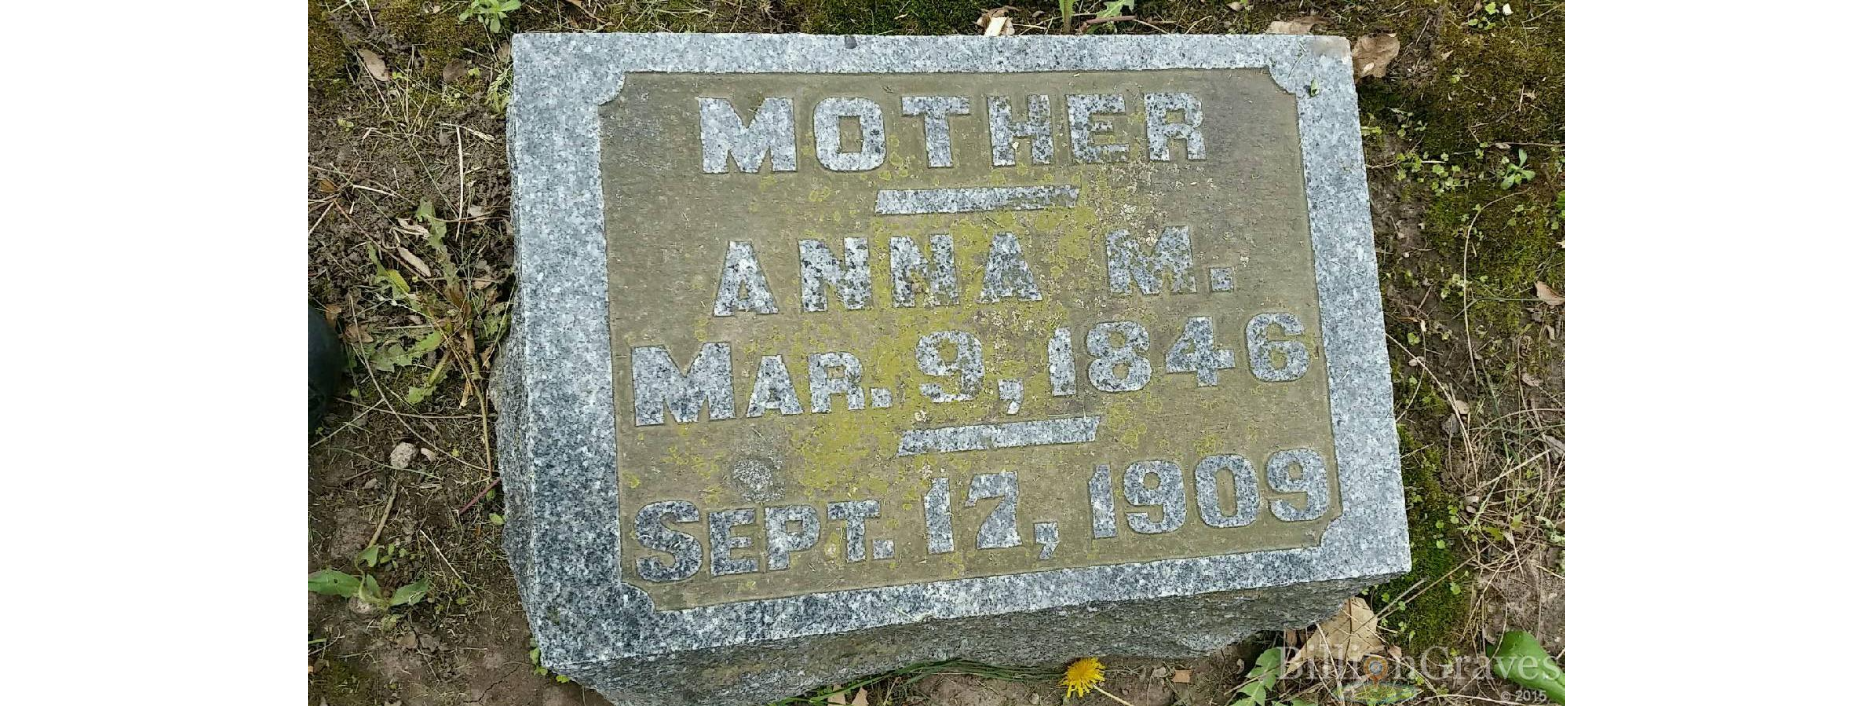 MOTHER
ANNA M.
MAR. 9, 1846
SEPT. 17, 1909
BillionGraves
© 2015